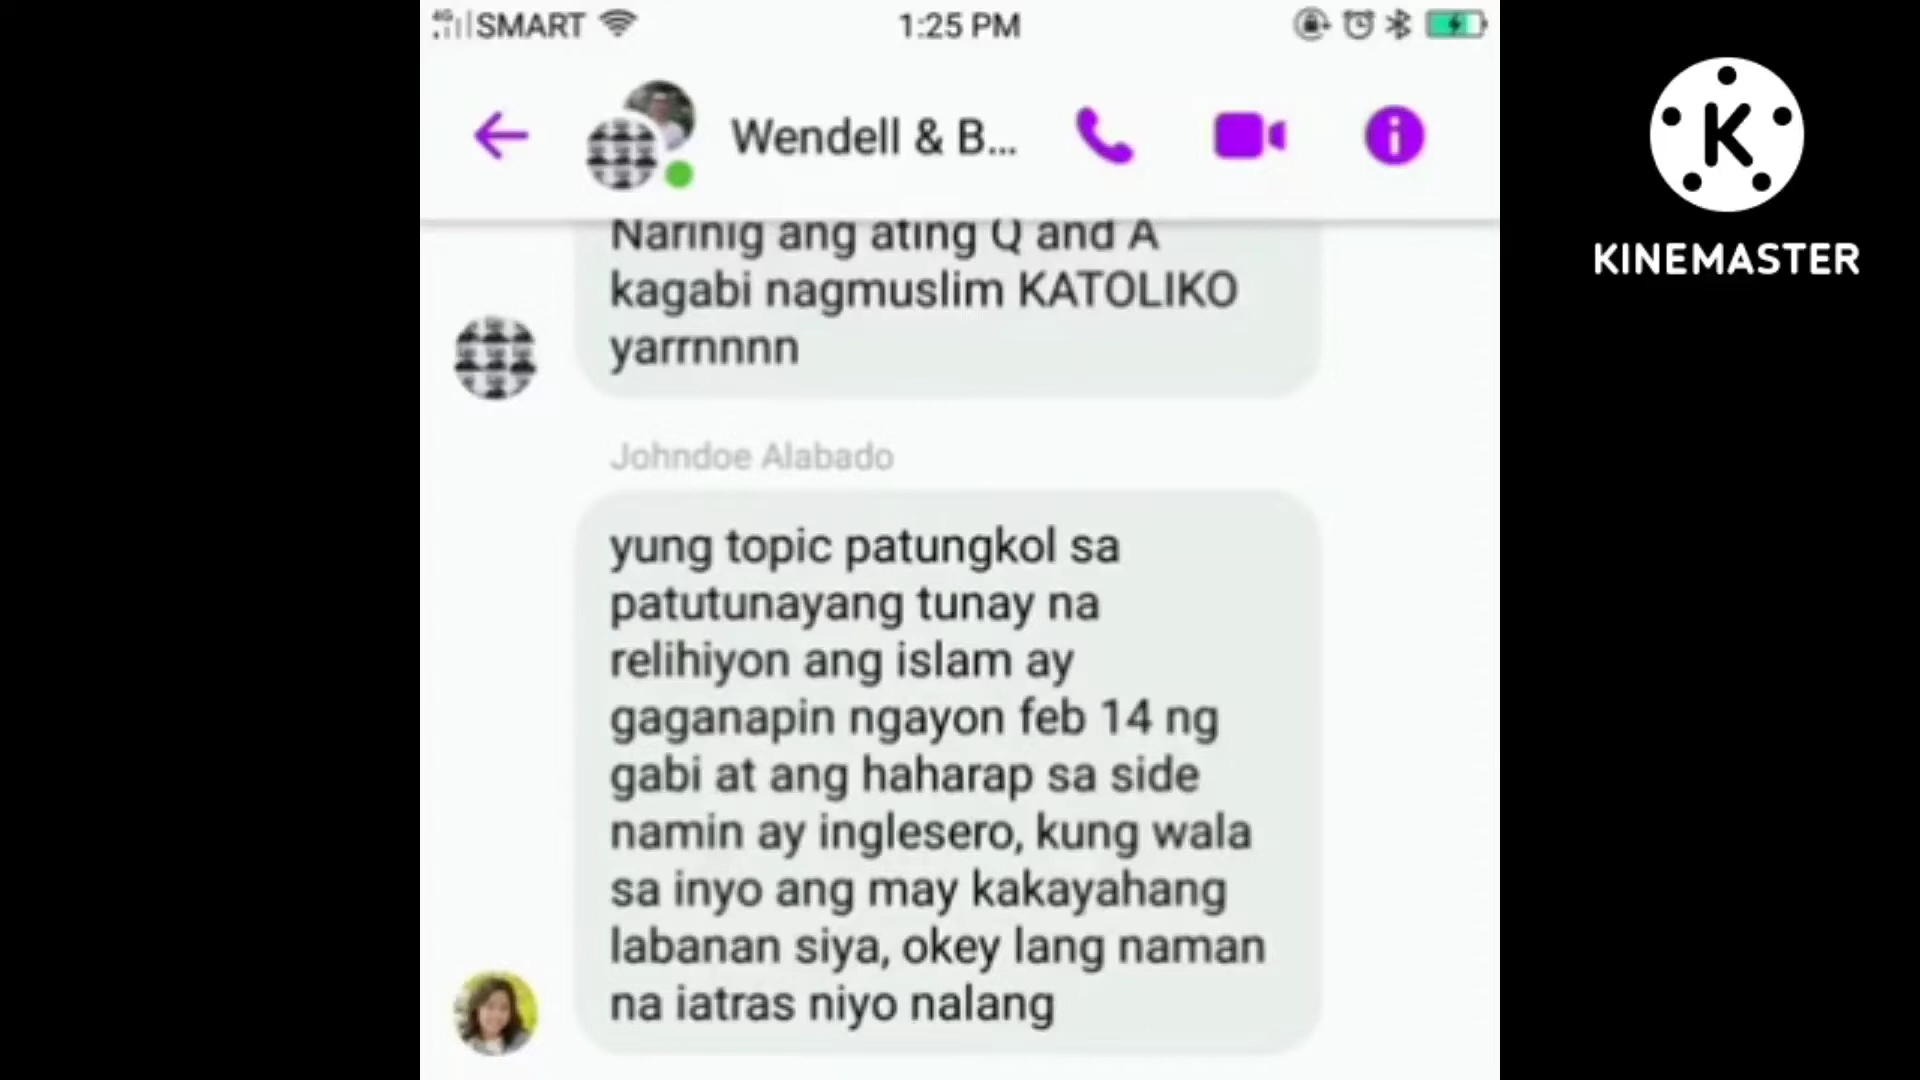 4G SMART 1:25 PM
Wendell & B...
Narinig ang ating Q and A
kagabi nagmuslim KATOLIKO
yarrnnnn
Johndoe Alabado
yung topic patungkol sa
patutunayang tunay na
relihiyon ang islam ay
gaganapin ngayon feb 14 ng
gabi at ang haharap sa side
namin ay inglesero, kung wala
sa inyo ang may kakayahang
labanan siya, okey lang naman
na iatras niyo nalang
K
KINEMASTER